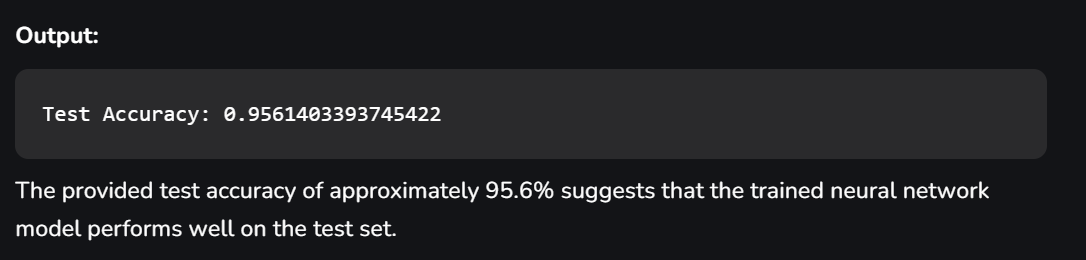 Output:
Test Accuracy: 0.9561403393745422
The provided test accuracy of approximately 95.6% suggests that the trained neural network
model performs well on the test set.